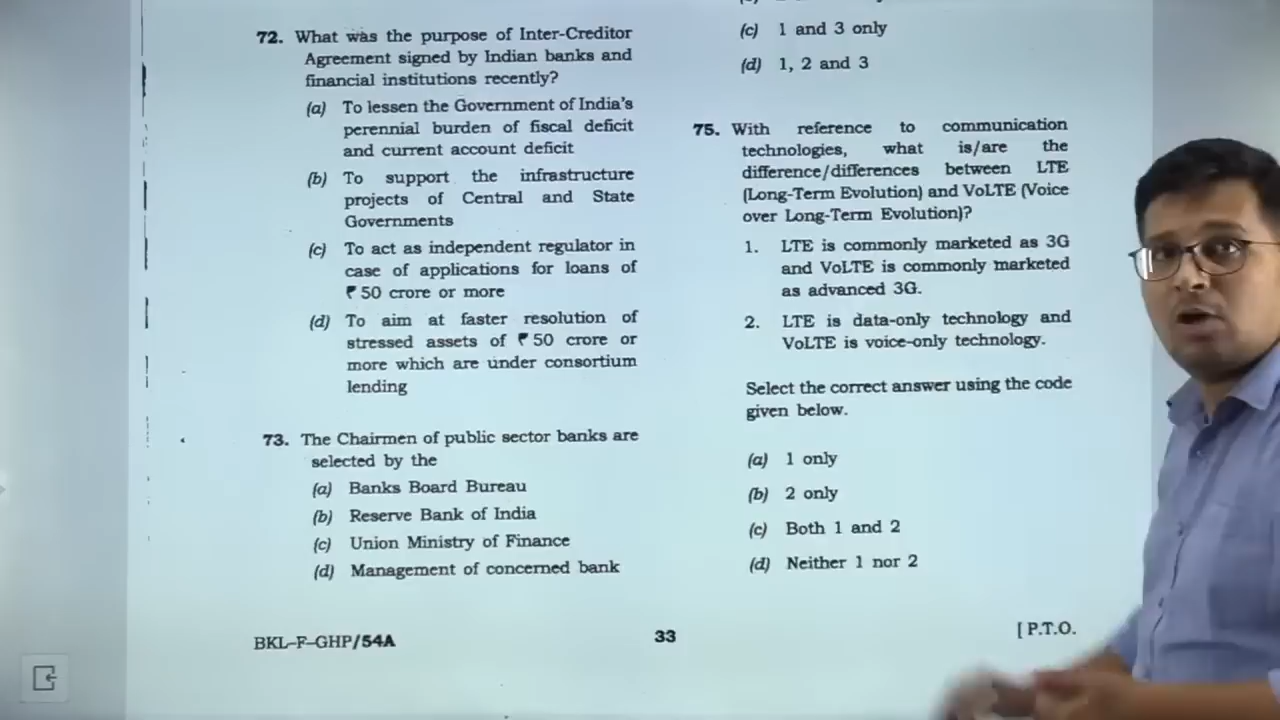 72. What was the purpose of Inter-Creditor
Agreement signed by Indian banks and
financial institutions recently?
(a) To lessen the Government of India's
perennial burden of fiscal deficit
and current account deficit
(b) To support the infrastructure
projects of Central and State
Governments
(c) To act as independent regulator in
case of applications for loans of
₹ 50 crore or more
(d) To aim at faster resolution of
stressed assets of ₹ 50 crore or
more which are under consortium
lending
73. The Chairmen of public sector banks are
selected by the
(a) Banks Board Bureau
(b) Reserve Bank of India
(c) Union Ministry of Finance
(d) Management of concerned bank
(c) 1 and 3 only
(d) 1, 2 and 3
75. With reference to communication
technologies, what is/are the
difference/differences between LTE
(Long-Term Evolution) and VoLTE (Voice
over Long-Term Evolution)?
1. LTE is commonly marketed as 3G
and VoLTE is commonly marketed
as advanced 3G.
2. LTE is data-only technology and
VoLTE is voice-only technology.
Select the correct answer using the code
given below.
(a) 1 only
(b) 2 only
(c) Both 1 and 2
(d) Neither 1 nor 2
BKL-F-GHP/54A
33
[ P.T.O.